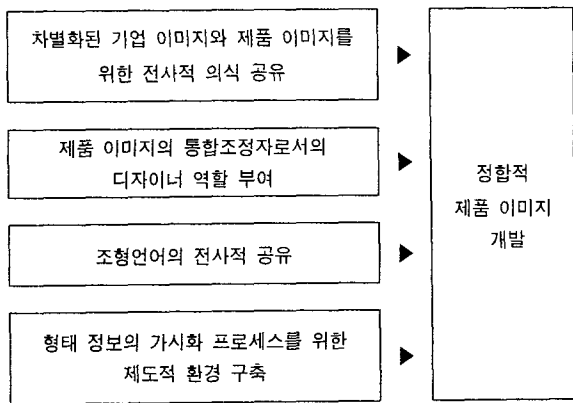 차별화된 기업 이미지와 제품 이미지를
위한 전사적 의식 공유
제품 이미지의 통합조정자로서의
디자이너 역할 부여
조형언어의 전사적 공유
형태 정보의 가시화 프로세스를 위한
제도적 환경 구축
정합적
제품 이미지
개발